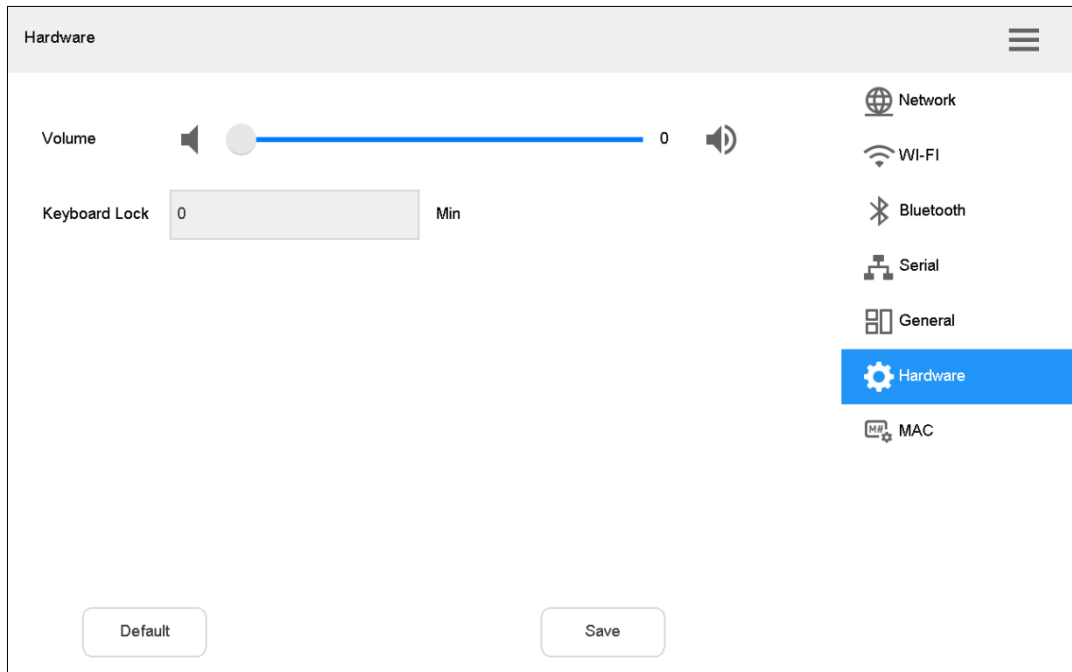 Hardware
Volume
0
Keyboard Lock
0
Min
Default
Save
Network
WI-FI
Bluetooth
Serial
General
Hardware
M#
MAC